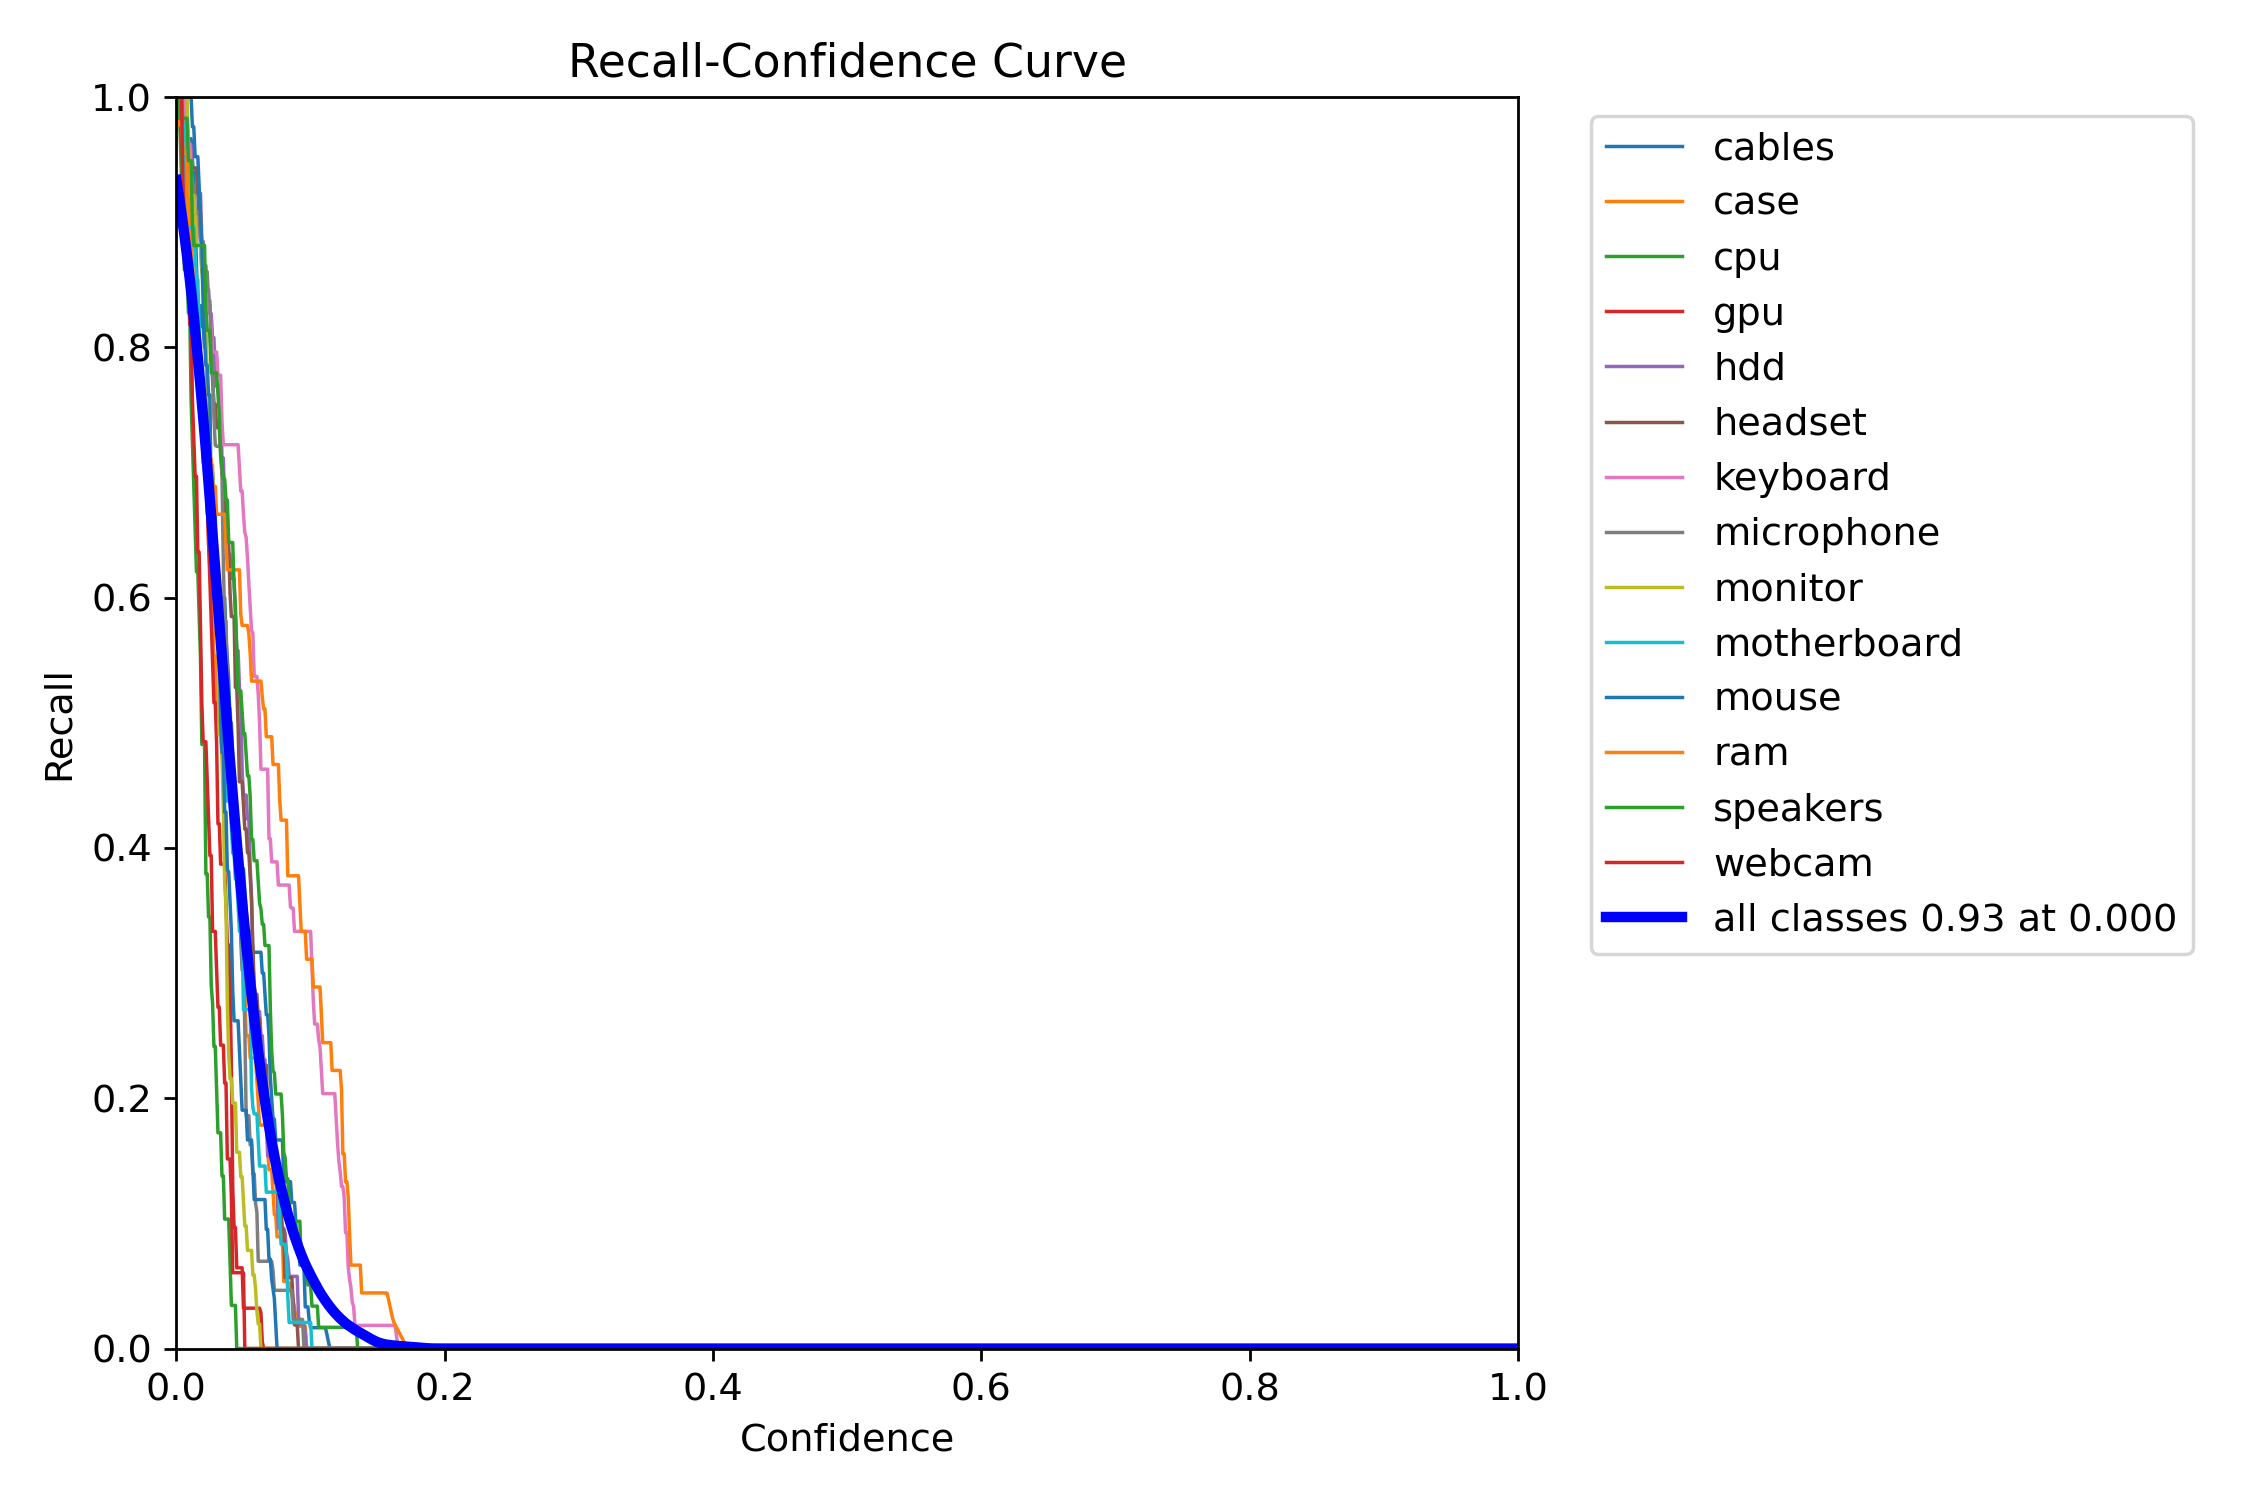 Recall-Confidence Curve
1.0
0.8
0.6
0.4
0.2
0.0
Recall
0.0 0.2 0.4 0.6 0.8 1.0
Confidence
cables
case
cpu
gpu
hdd
headset
keyboard
microphone
monitor
motherboard
mouse
ram
speakers
webcam
all classes 0.93 at 0.000